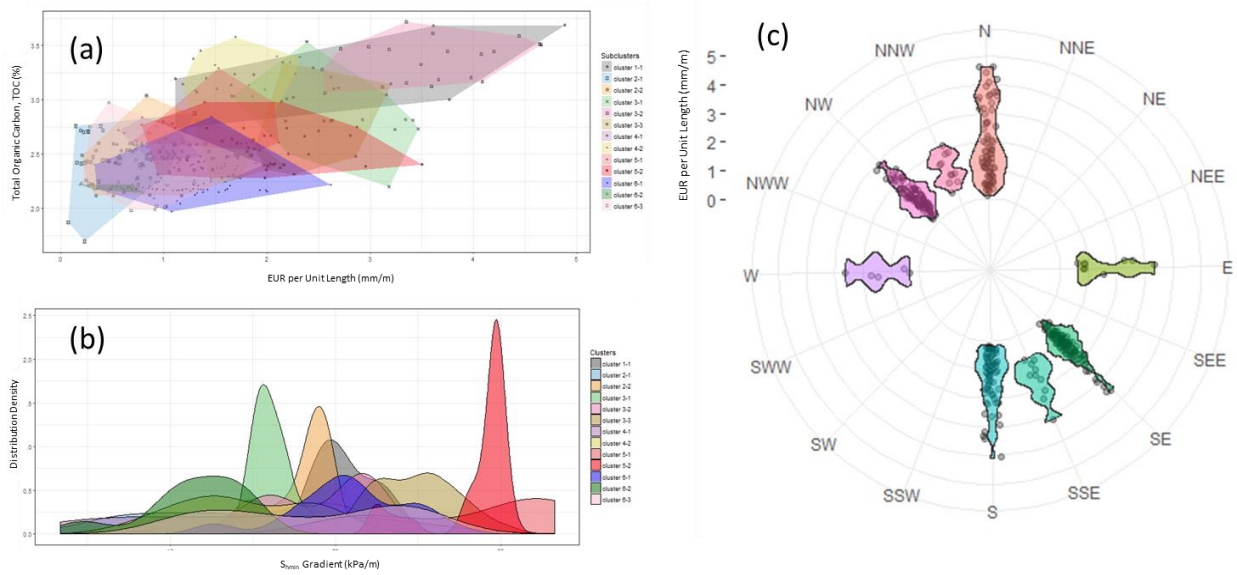 (a)
Total Organic Carbon, TOC (%)
3.5
3.0
2.5
2.0
0
1
2
3
4
5
EUR per Unit Length (mm/m)
Subclusters
cluster 1-1
cluster 2-1
cluster 2-2
cluster 3-1
cluster 3-2
cluster 3-3
cluster 4-1
cluster 4-2
cluster 5-1
cluster 5-2
cluster 6-1
cluster 6-2
cluster 6-3
(b)
Distribution Density
2.5
2.0
0.5
0.0
Shmin Gradient (kPa/m)
Clusters
cluster 1-1
cluster 2-1
cluster 2-2
cluster 3-1
cluster 3-2
cluster 3-3
cluster 4-1
cluster 4-2
cluster 5-1
cluster 5-2
cluster 6-1
cluster 6-2
cluster 6-3
(c)
EUR per Unit Length (mm/m)
5
4
3
2
1
0
N
NNE
NE
NEE
E
SEE
SE
SSE
S
SSW
SW
SWW
W
NWW
NW
NNW